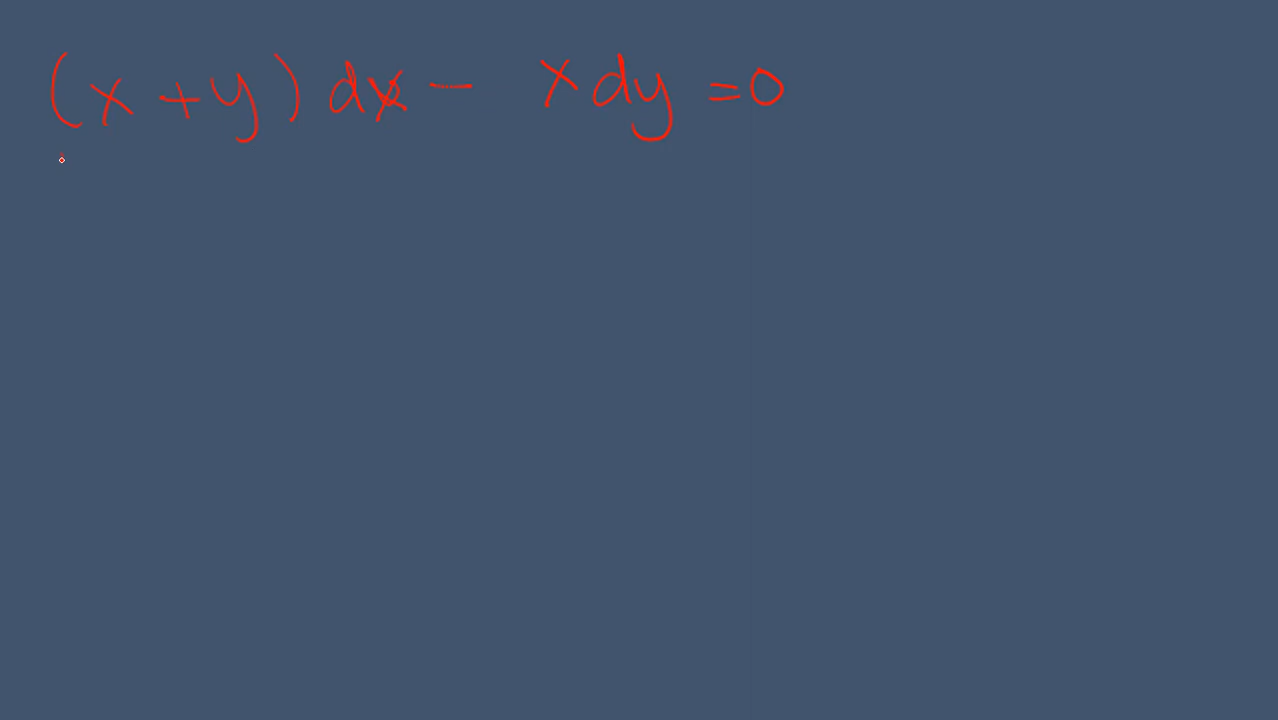 (x + y) dx - x dy = 0